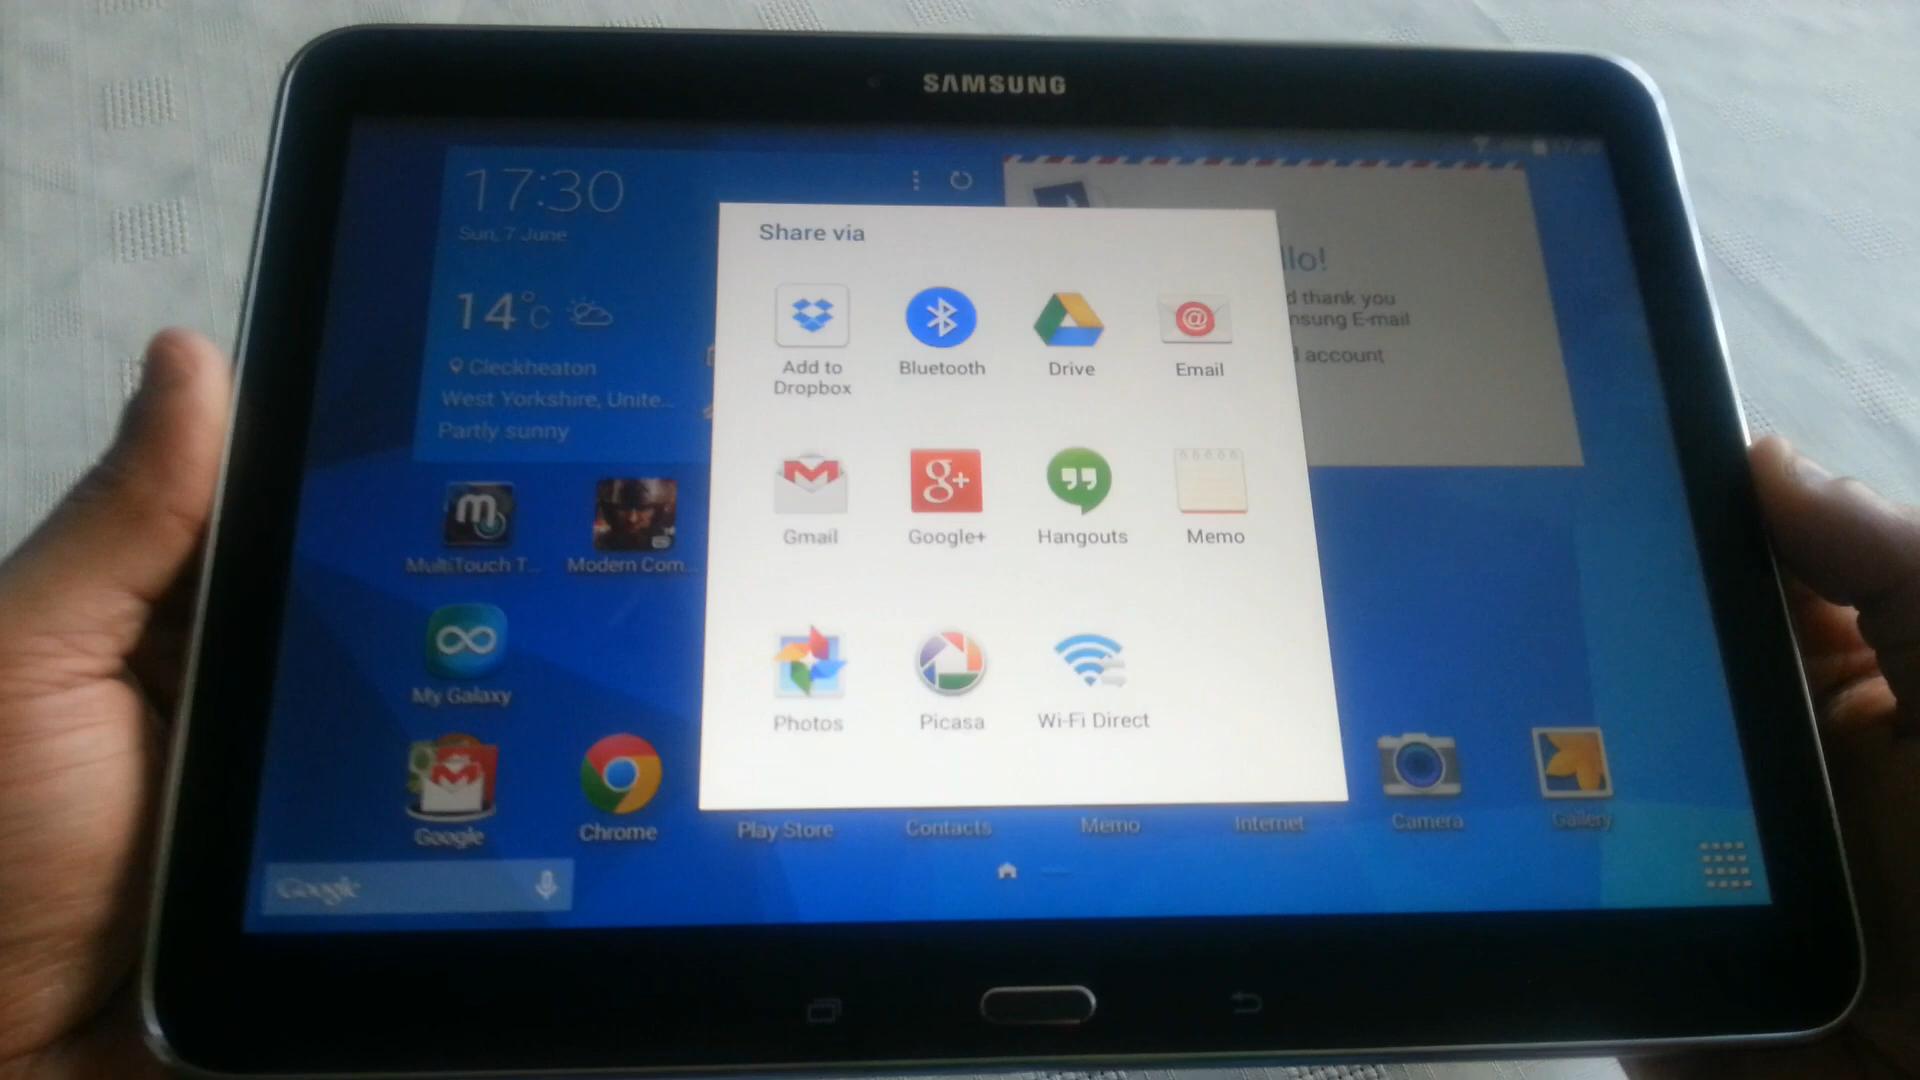 SAMSUNG
17:30
Sun, 7 June
14°C
Cleckheaton
West Yorkshire, Unite...
Partly sunny
llo!
d thank you
nsung E-mail
account
Share via
Add to
Dropbox
Bluetooth
Drive
Email
Gmail
Google+
Hangouts
Memo
Photos
Picasa
Wi-Fi Direct
MultiTouch T...
Modern Com...
My Galaxy
Google
Chrome
Play Store
Contacts
Memo
Internet
Camera
Gallery
Google